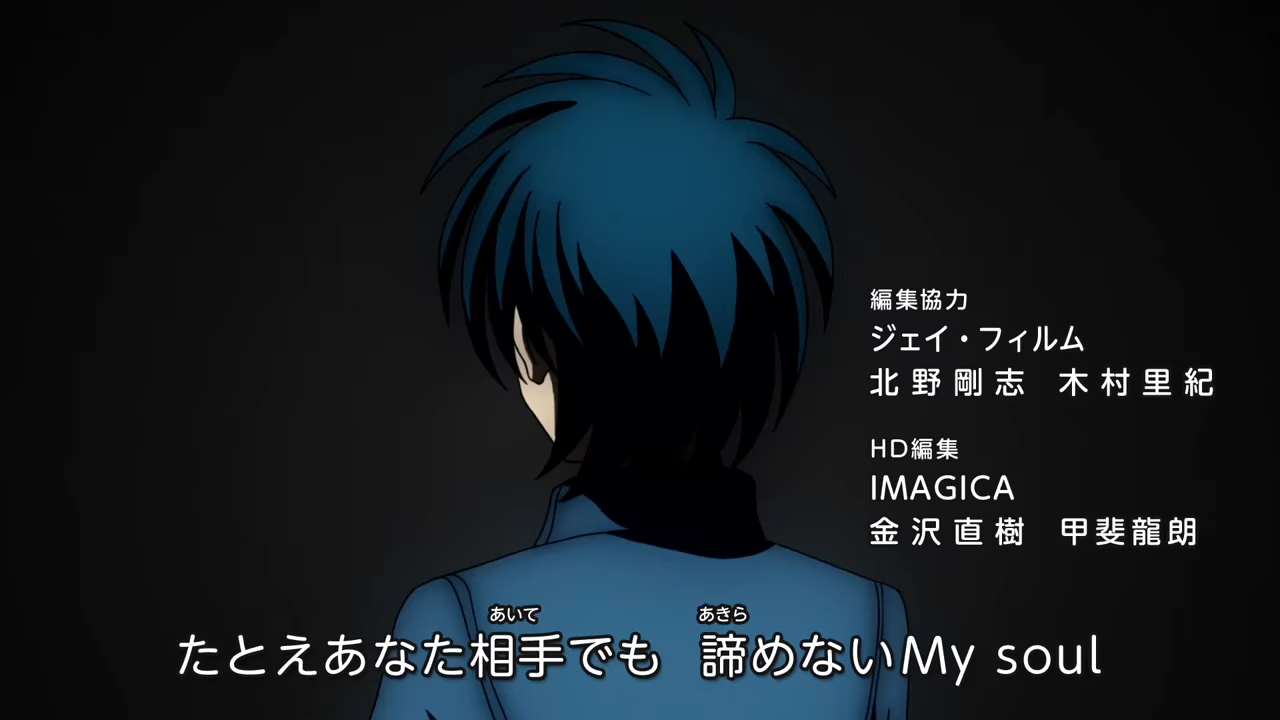 編集協力
ジェイ・フィルム
北野剛志　木村里紀
HD編集
IMAGICA
金沢直樹　甲斐龍朗
あいて　あきら
たとえあなた相手でも　諦めないMy soul